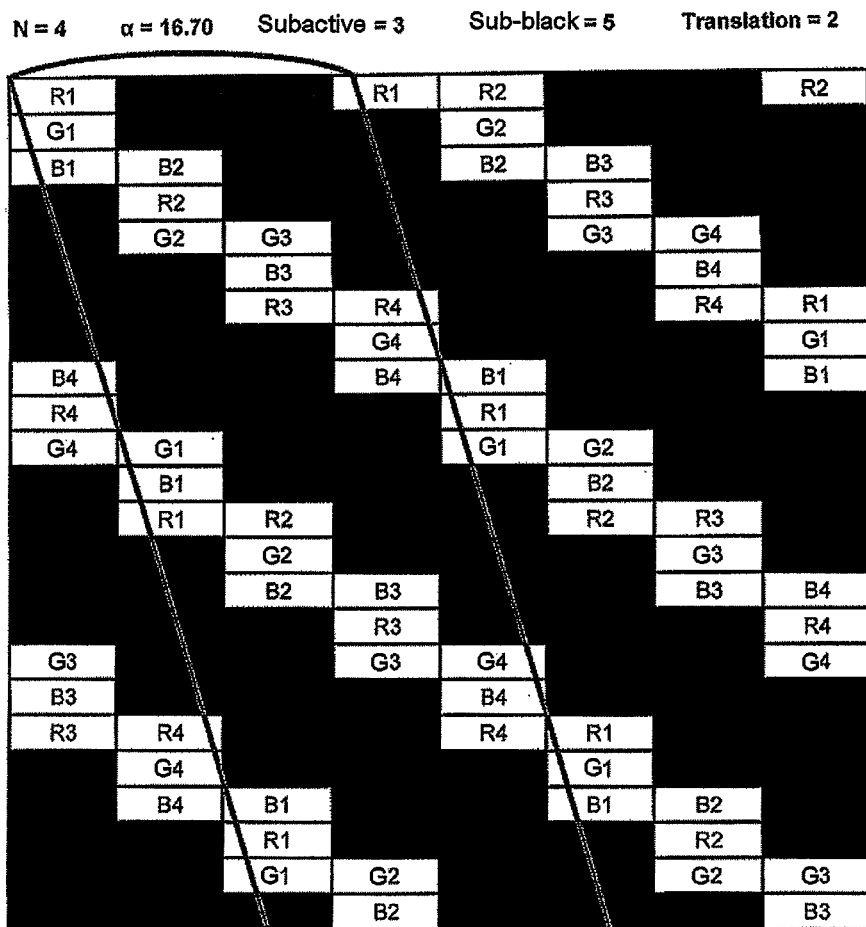 N = 4 α = 16.70 Subactive = 3 Sub-black = 5 Translation = 2
R1 R1 R2 R2
G1 G2
B1 B2 B2 B3
R2 R3
G2 G3 G3 G4
B3 B4
R3 R4 R4 R1
G4 G1
B4 B4 B1 B1
R4 R1
G4 G1 G1 G2
B1 B2
R1 R2 R2 R3
G2 G3
B2 B3 B3 B4
R3 R4
G3 G3 G4 G4
B3 B4
R3 R4 R4 R1
G4 G1
B4 B1 B1 B2
R1 R2
G1 G2 G2 G3
B2 B3